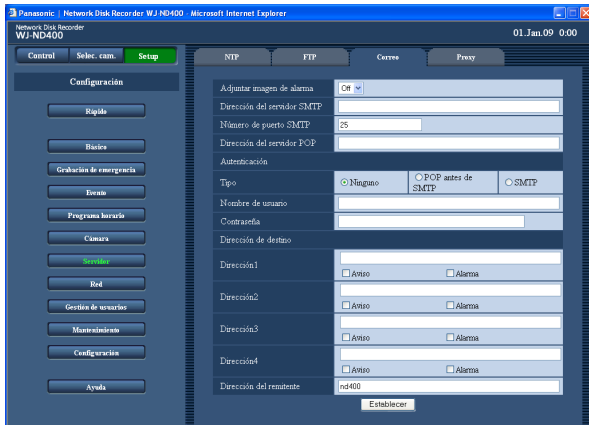 Panasonic | Network Disk Recorder WJ-ND400 - Microsoft Internet Explorer
Network Disk Recorder
WJ-ND400
01.Jan.09 0:00
Control
Selec. cam.
Setup
NTP
FTP
Correo
Proxy
Configuración
Rápido
Básico
Grabación de emergencia
Evento
Programa horario
Cámara
Servidor
Red
Gestión de usuarios
Mantenimiento
Configuración
Ayuda
Adjuntar imagen de alarma
Off
Dirección del servidor SMTP
Número de puerto SMTP
25
Dirección del servidor POP
Autenticación
Tipo
Ninguno
POP antes de
SMTP
SMTP
Nombre de usuario
Contraseña
Dirección de destino
Dirección1
Aviso
Alarma
Dirección2
Aviso
Alarma
Dirección3
Aviso
Alarma
Dirección4
Aviso
Alarma
Dirección del remitente
nd400
Establecer